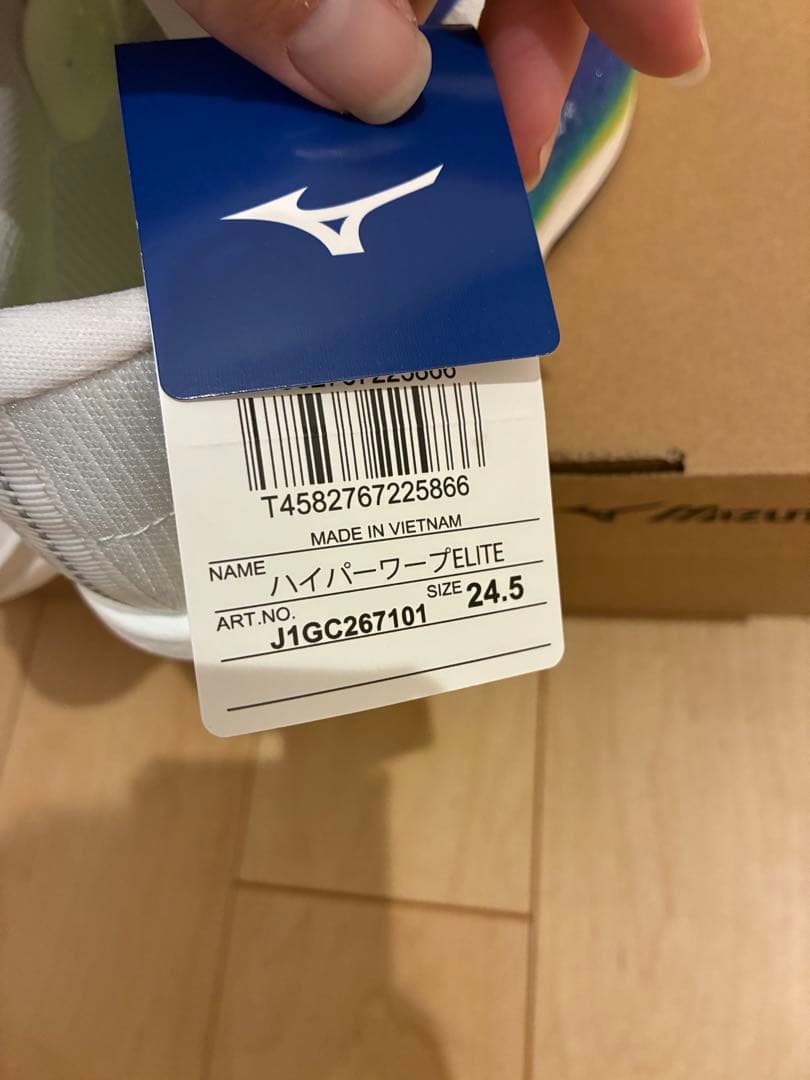 T4582767225866
MADE IN VIETNAM
NAME ハイパーワープELITE
ART.NO. J1GC267101 SIZE 24.5